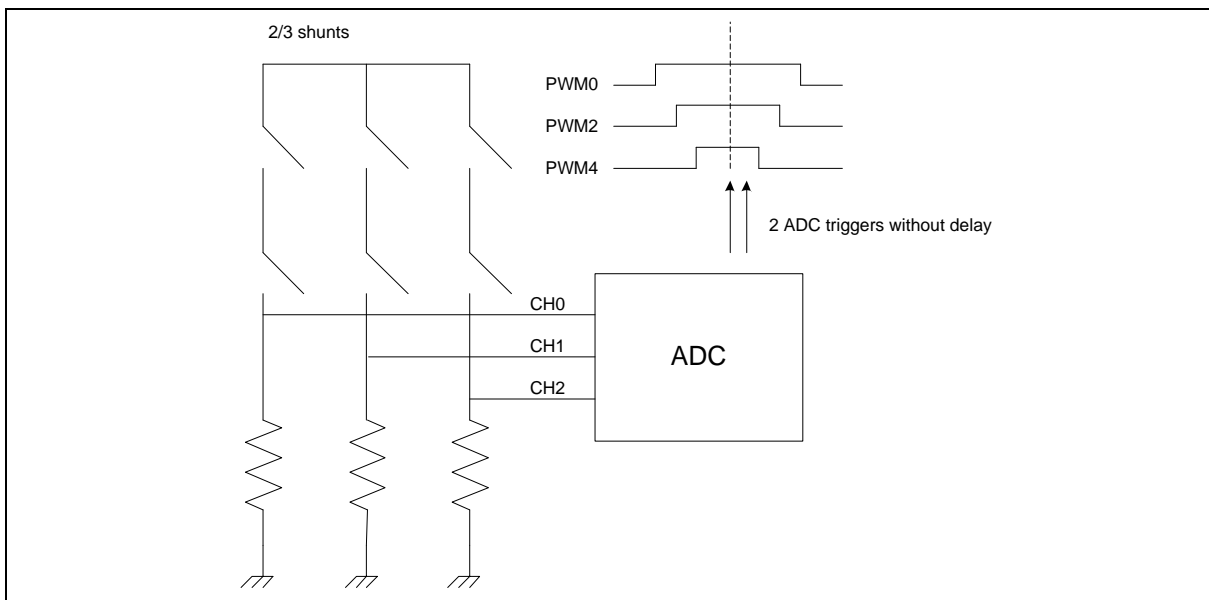 2/3 shunts
PWM0
PWM2
PWM4
2 ADC triggers without delay
CH0
CH1
CH2
ADC